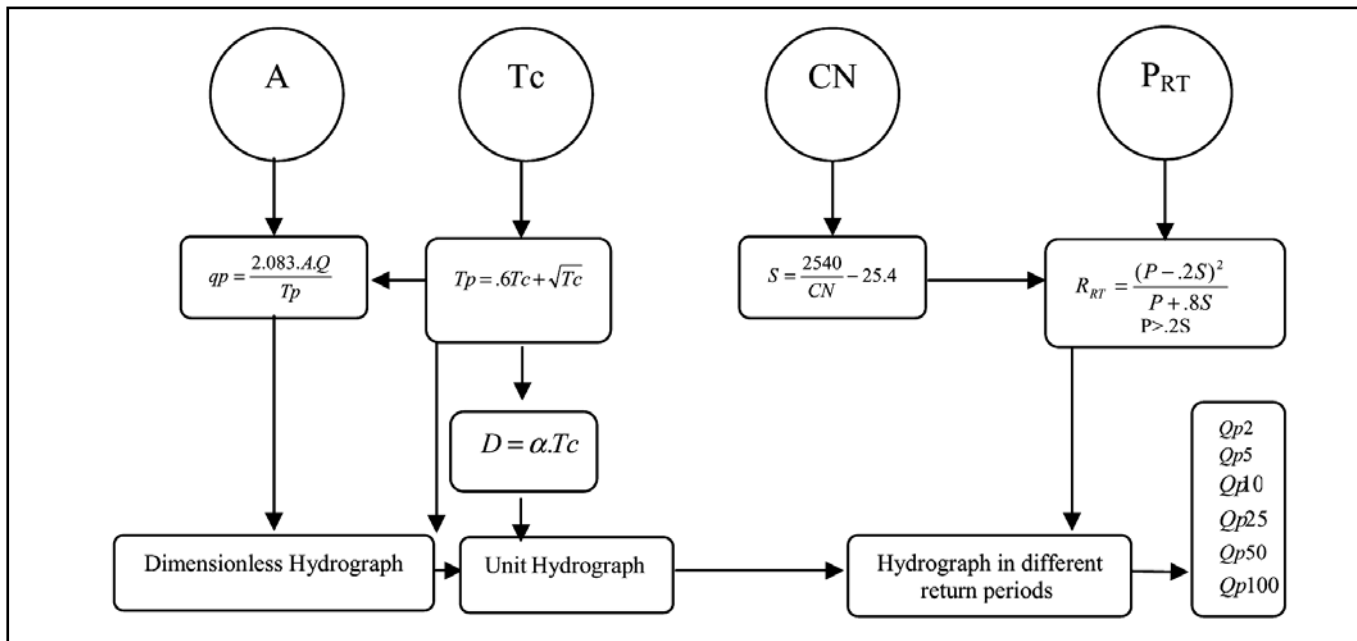 A
Tc
CN
P_RT
qp = 2.083.A.Q / Tp
Tp = .6Tc + √Tc
S = 2540 / CN − 25.4
R_RT = (P − .2S)² / P + .8S
P>.2S
D = α.Tc
Dimensionless Hydrograph
Unit Hydrograph
Hydrograph in different
return periods
Qp2
Qp5
Qp10
Qp25
Qp50
Qp100